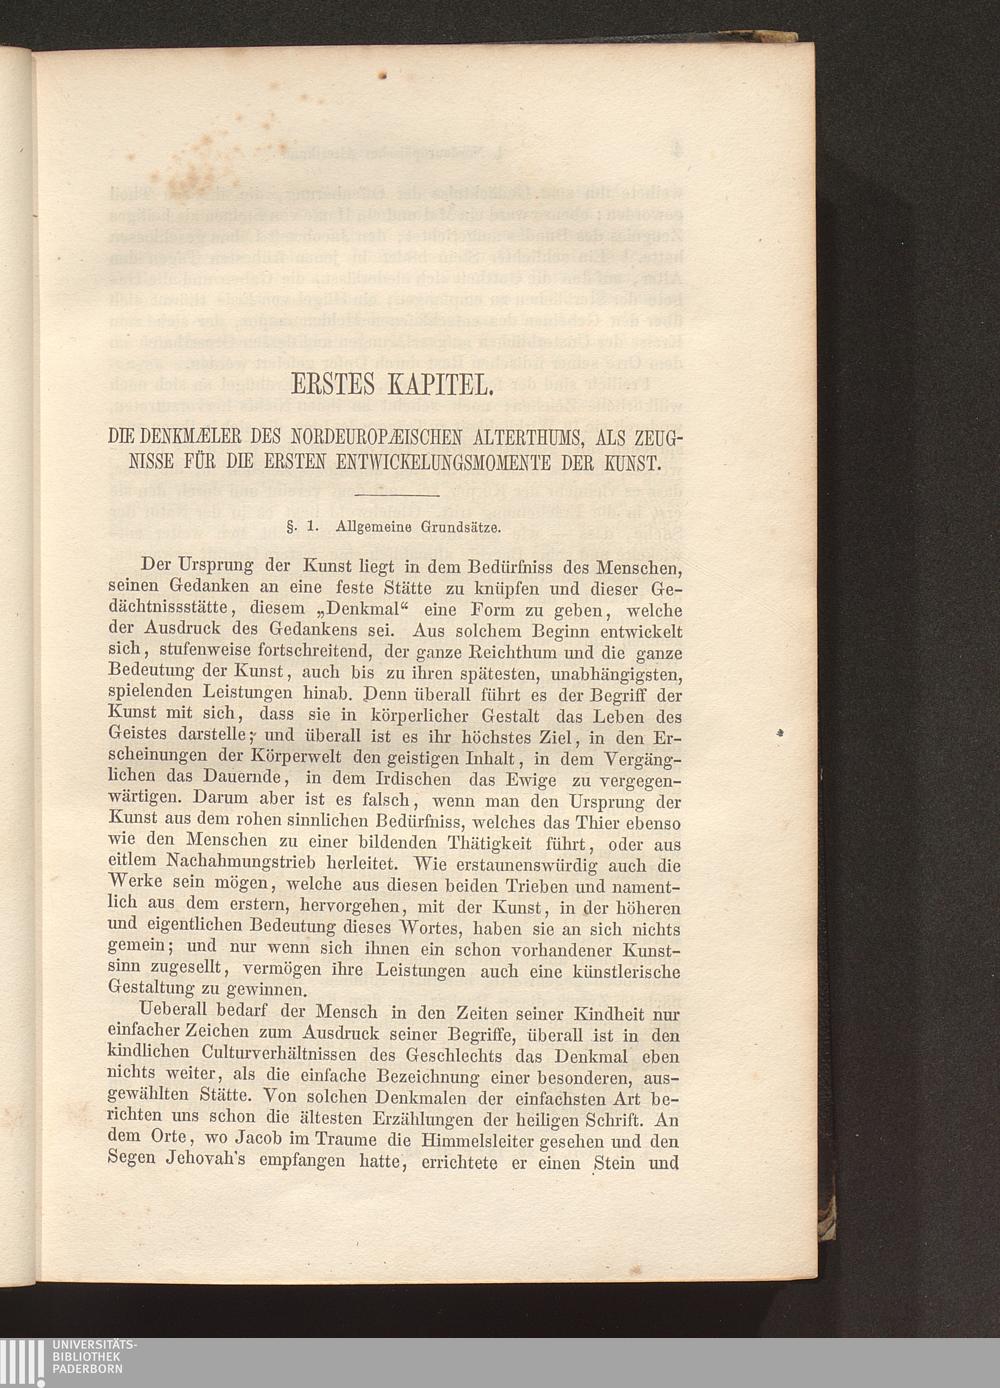 ERSTES KAPITEL.
DIE DENKMÆLER DES NORDEUROPÆISCHEN ALTERTHUMS, ALS ZEUG-
NISSE FÜR DIE ERSTEN ENTWICKELUNGSMOMENTE DER KUNST.
§. 1. Allgemeine Grundsätze.
Der Ursprung der Kunst liegt in dem Bedürfniss des Menschen,
seinen Gedanken an eine feste Stätte zu knüpfen und dieser Ge-
dächtnissstätte, diesem „Denkmal“ eine Form zu geben, welche
der Ausdruck des Gedankens sei. Aus solchem Beginn entwickelt
sich, stufenweise fortschreitend, der ganze Reichthum und die ganze
Bedeutung der Kunst, auch bis zu ihren spätesten, unabhängigsten,
spielenden Leistungen hinab. Denn überall führt es der Begriff der
Kunst mit sich, dass sie in körperlicher Gestalt das Leben des
Geistes darstelle; und überall ist es ihr höchstes Ziel, in den Er-
scheinungen der Körperwelt den geistigen Inhalt, in dem Vergäng-
lichen das Dauernde, in dem Irdischen das Ewige zu vergegen-
wärtigen. Darum aber ist es falsch, wenn man den Ursprung der
Kunst aus dem rohen sinnlichen Bedürfniss, welches das Thier ebenso
wie den Menschen zu einer bildenden Thätigkeit führt, oder aus
eitlem Nachahmungstrieb herleitet. Wie erstaunenswürdig auch die
Werke sein mögen, welche aus diesen beiden Trieben und nament-
lich aus dem erstern, hervorgehen, mit der Kunst, in der höheren
und eigentlichen Bedeutung dieses Wortes, haben sie an sich nichts
gemein; und nur wenn sich ihnen ein schon vorhandener Kunst-
sinn zugesellt, vermögen ihre Leistungen auch eine künstlerische
Gestaltung zu gewinnen.
Ueberall bedarf der Mensch in den Zeiten seiner Kindheit nur
einfacher Zeichen zum Ausdruck seiner Begriffe, überall ist in den
kindlichen Culturverhältnissen des Geschlechts das Denkmal eben
nichts weiter, als die einfache Bezeichnung einer besonderen, aus-
gewählten Stätte. Von solchen Denkmalen der einfachsten Art be-
richten uns schon die ältesten Erzählungen der heiligen Schrift. An
dem Orte, wo Jacob im Traume die Himmelsleiter gesehen und den
Segen Jehovah's empfangen hatte, errichtete er einen Stein und
UNIVERSITÄTS-
BIBLIOTHEK
PADERBORN